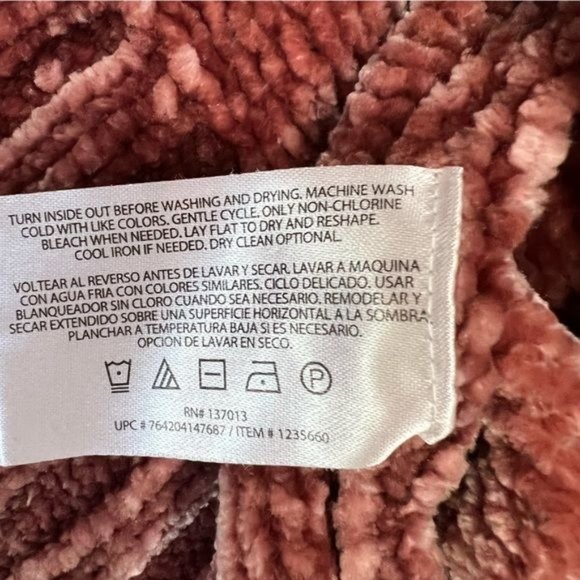 TURN INSIDE OUT BEFORE WASHING AND DRYING. MACHINE WASH
COLD WITH LIKE COLORS. GENTLE CYCLE. ONLY NON-CHLORINE
BLEACH WHEN NEEDED. LAY FLAT TO DRY AND RESHAPE.
COOL IRON IF NEEDED. DRY CLEAN OPTIONAL.
VOLTEAR AL REVERSO ANTES DE LAVAR Y SECAR. LAVAR A MAQUINA
CON AGUA FRIA CON COLORES SIMILARES. CICLO DELICADO. USAR
BLANQUEADOR SIN CLORO CUANDO SEA NECESARIO. REMODELAR Y
SECAR EXTENDIDO SOBRE UNA SUPERFICIE HORIZONTAL A LA SOMBRA.
PLANCHAR A TEMPERATURA BAJA SI ES NECESARIO.
OPCION DE LAVAR EN SECO.
P
RN# 137013
UPC # 764204147687 / ITEM # 1235660